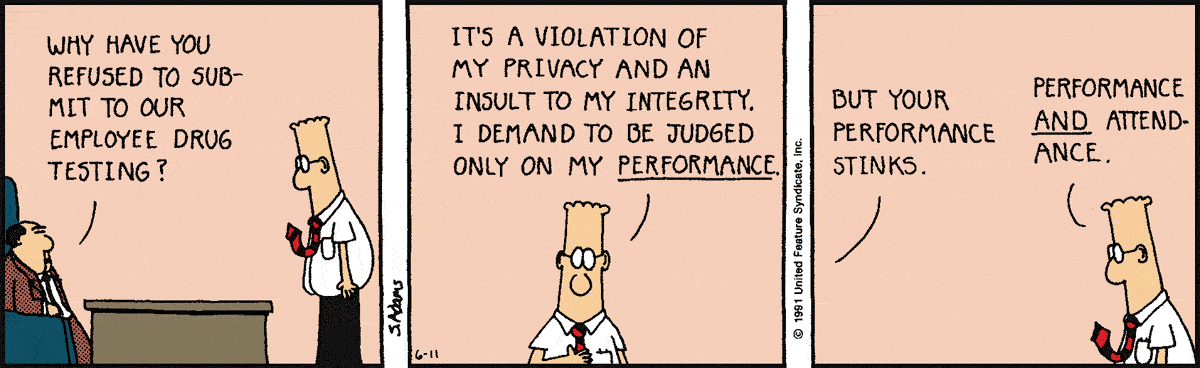 WHY HAVE YOU
REFUSED TO SUB-
MIT TO OUR
EMPLOYEE DRUG
TESTING?
S.Adams
IT'S A VIOLATION OF
MY PRIVACY AND AN
INSULT TO MY INTEGRITY.
I DEMAND TO BE JUDGED
ONLY ON MY PERFORMANCE.
6-11
© 1991 United Feature Syndicate, Inc.
BUT YOUR
PERFORMANCE
STINKS.
PERFORMANCE
AND ATTEND-
ANCE.